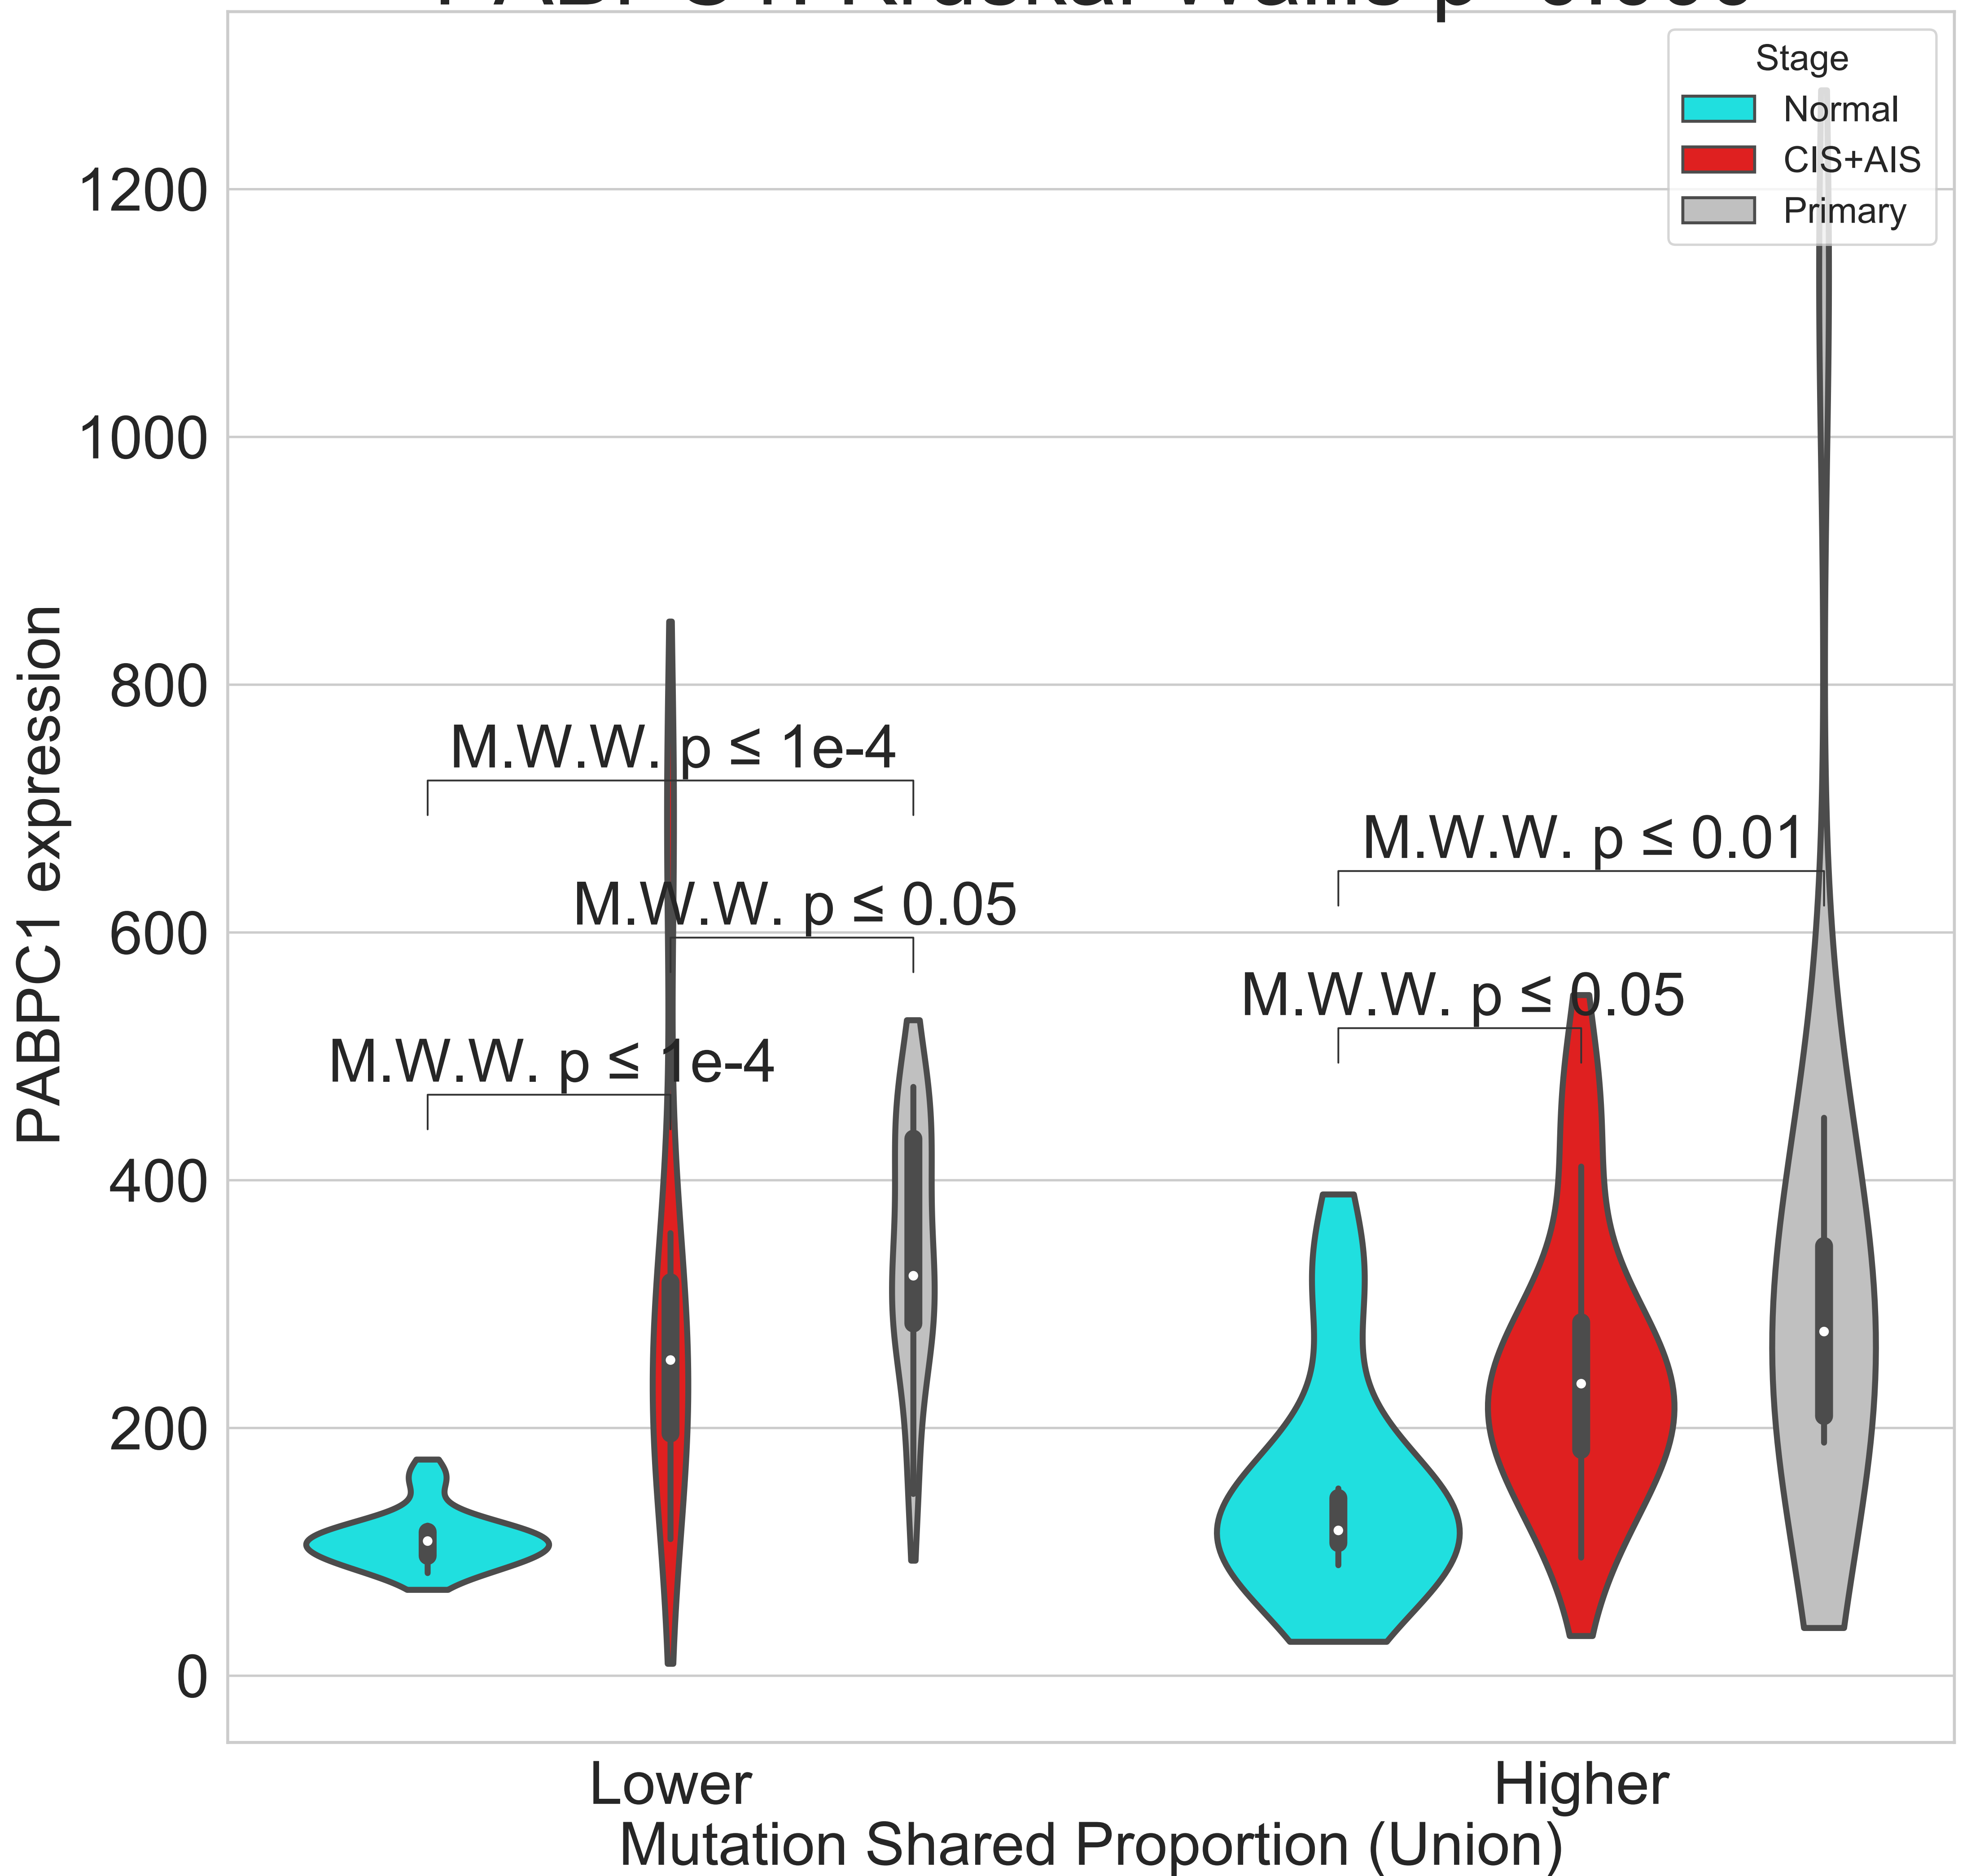 Stage
Normal
CIS+AIS
Primary
1200
1000
800
600
400
200
0
PABPC1 expression
M.W.W. p ≤ 1e-4
M.W.W. p ≤ 0.05
M.W.W. p ≤ 1e-4
M.W.W. p ≤ 0.01
M.W.W. p ≤ 0.05
Lower
Higher
Mutation Shared Proportion (Union)